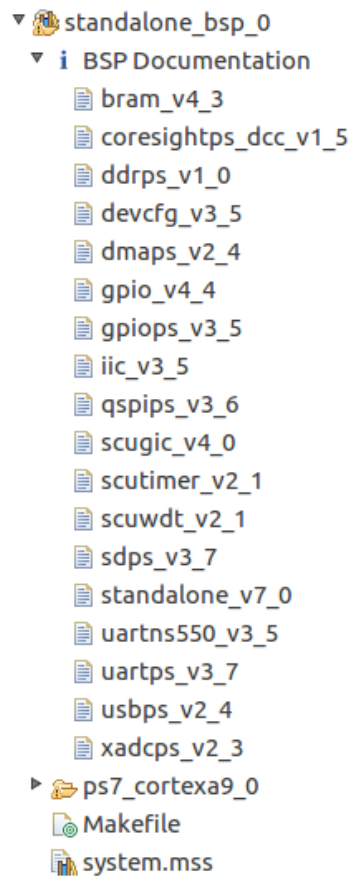 standalone_bsp_0
BSP Documentation
bram_v4_3
coresightps_dcc_v1_5
ddrps_v1_0
devcfg_v3_5
dmaps_v2_4
gpio_v4_4
gpiops_v3_5
iic_v3_5
qspips_v3_6
scugic_v4_0
scutimer_v2_1
scuwdt_v2_1
sdps_v3_7
standalone_v7_0
uartns550_v3_5
uartps_v3_7
usbps_v2_4
xadcps_v2_3
ps7_cortexa9_0
Makefile
system.mss